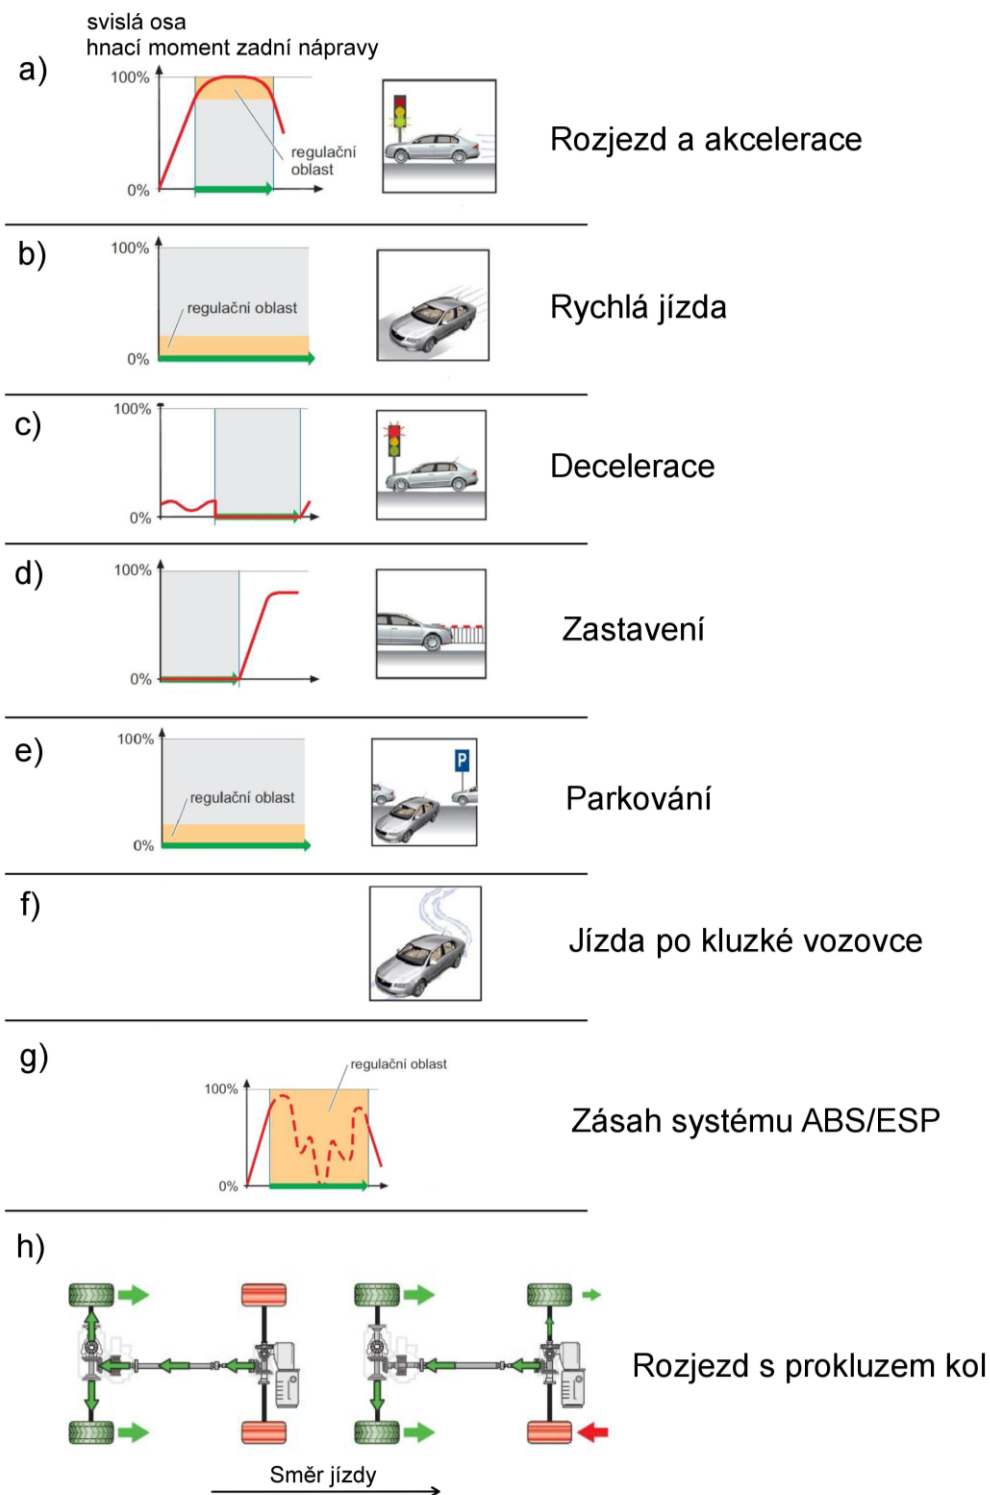 svislá osa
hnací moment zadní nápravy
a)
100%
regulační
oblast
0%
Rozjezd a akcelerace
b)
100%
regulační oblast
0%
Rychlá jízda
c)
100%
0%
Decelerace
d)
100%
0%
Zastavení
e)
100%
regulační oblast
0%
P
Parkování
f)
Jízda po kluzké vozovce
g)
regulační oblast
100%
0%
Zásah systému ABS/ESP
h)
Rozjezd s prokluzem kol
Směr jízdy